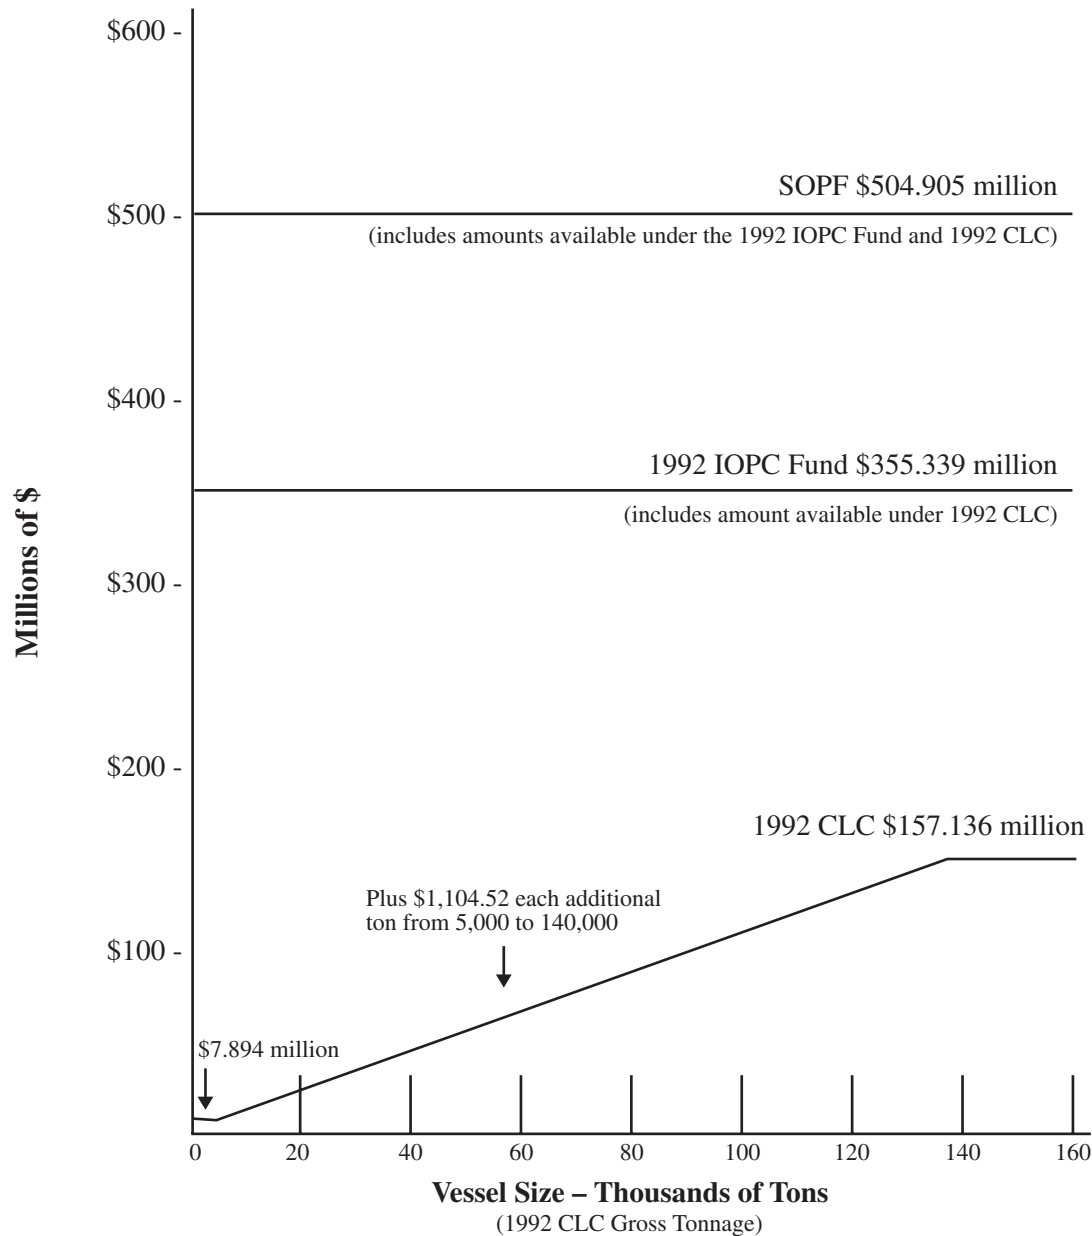 $600 -
SOPF $504.905 million
$500 -
(includes amounts available under the 1992 IOPC Fund and 1992 CLC)
$400 -
1992 IOPC Fund $355.339 million
(includes amount available under 1992 CLC)
Millions of $
$300 -
$200 -
1992 CLC $157.136 million
Plus $1,104.52 each additional
ton from 5,000 to 140,000
$100 -
$7.894 million
0 20 40 60 80 100 120 140 160
Vessel Size – Thousands of Tons
(1992 CLC Gross Tonnage)